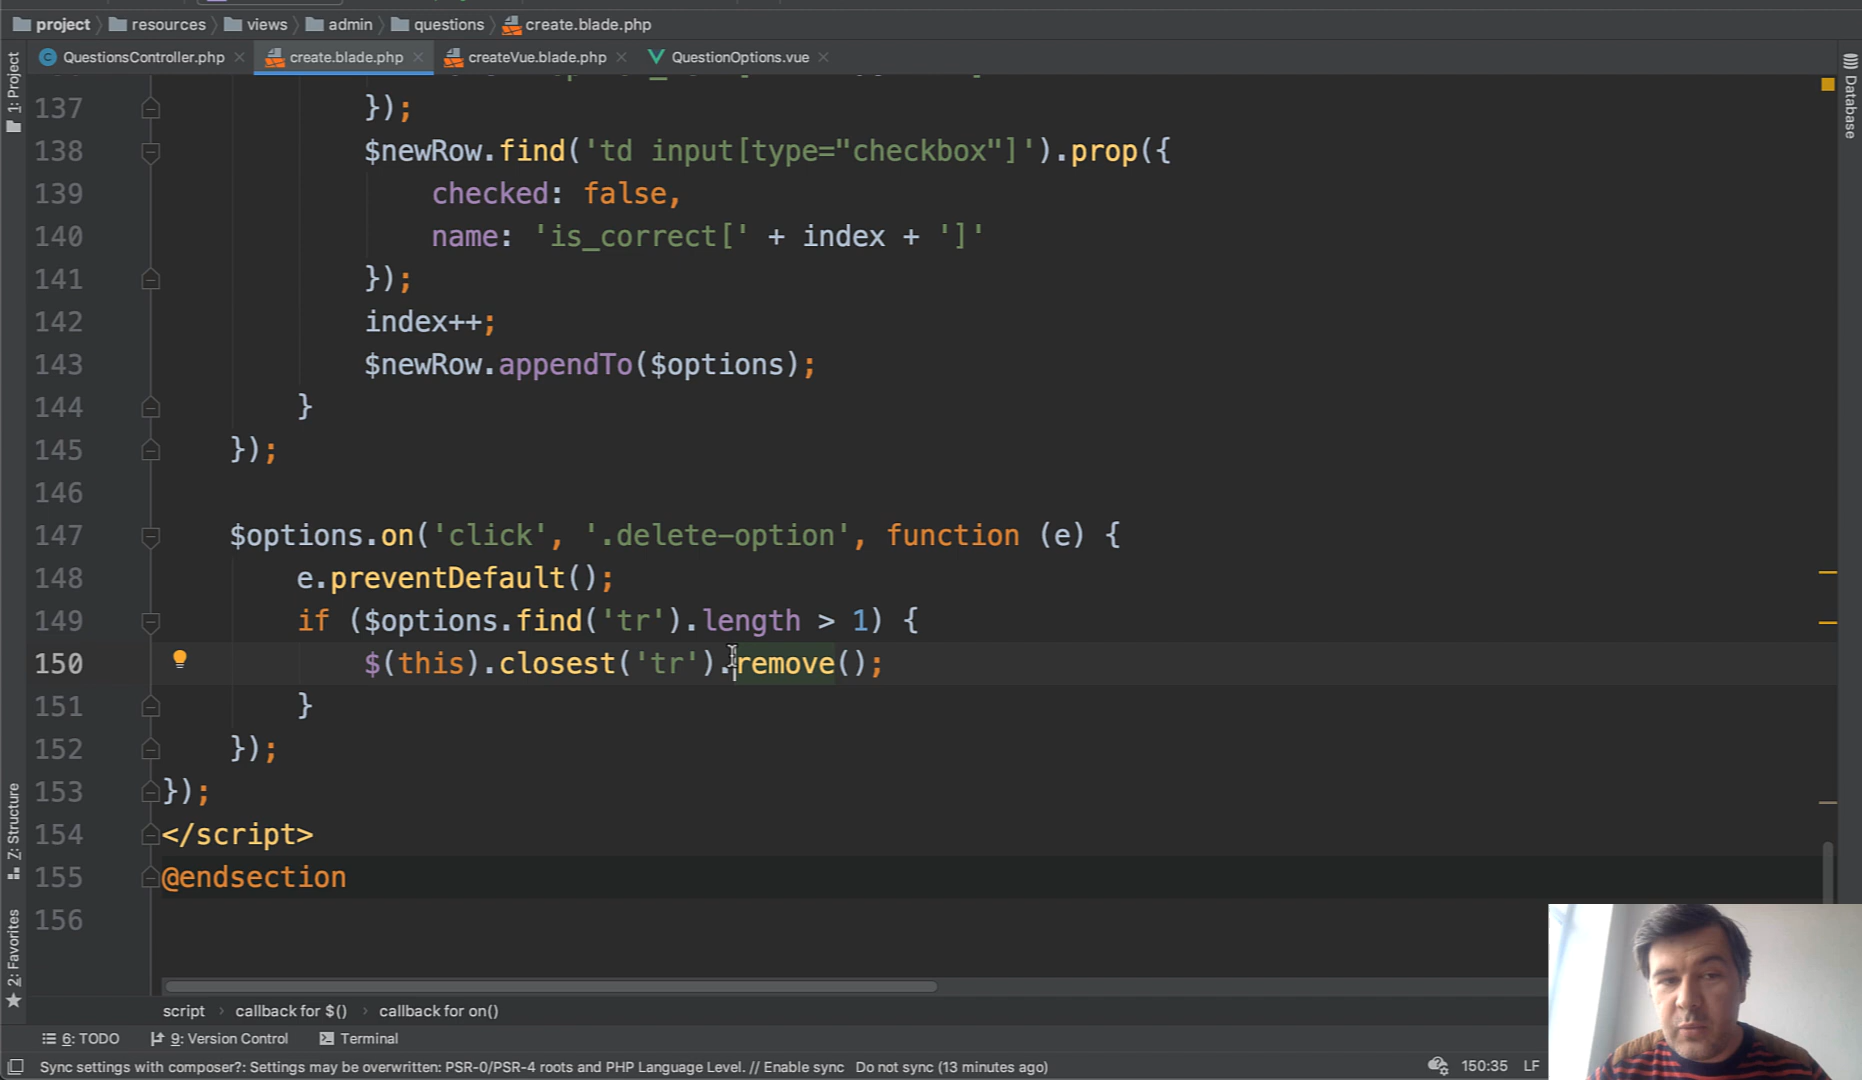 project resources views admin questions create.blade.php
QuestionsController.php create.blade.php createVue.blade.php QuestionOptions.vue
1: Project
Database
137 });
138 $newRow.find('td input[type="checkbox"]').prop({
139 checked: false,
140 name: 'is_correct[' + index + ']'
141 });
142 index++;
143 $newRow.appendTo($options);
144 }
145 });
146
147 $options.on('click', '.delete-option', function (e) {
148 e.preventDefault();
149 if ($options.find('tr').length > 1) {
150 $(this).closest('tr').remove();
151 }
152 });
153 });
154 </script>
155 @endsection
156
Z: Structure
2: Favorites
script callback for $() callback for on()
6: TODO 9: Version Control Terminal
Sync settings with composer?: Settings may be overwritten: PSR-0/PSR-4 roots and PHP Language Level. // Enable sync Do not sync (13 minutes ago) 150:35 LF